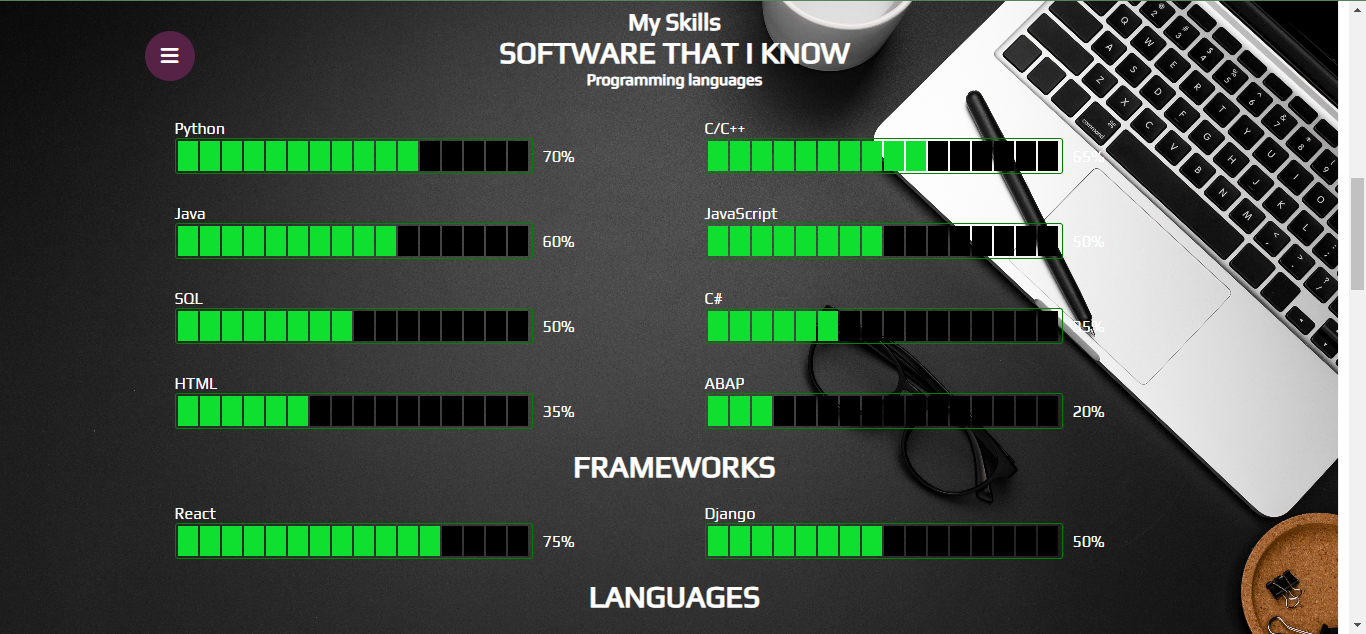 My Skills
SOFTWARE THAT I KNOW
Programming languages
Python
70%
C/C++
65%
Java
60%
JavaScript
50%
SQL
50%
C#
35%
HTML
35%
ABAP
20%
FRAMEWORKS
React
75%
Django
50%
LANGUAGES
command